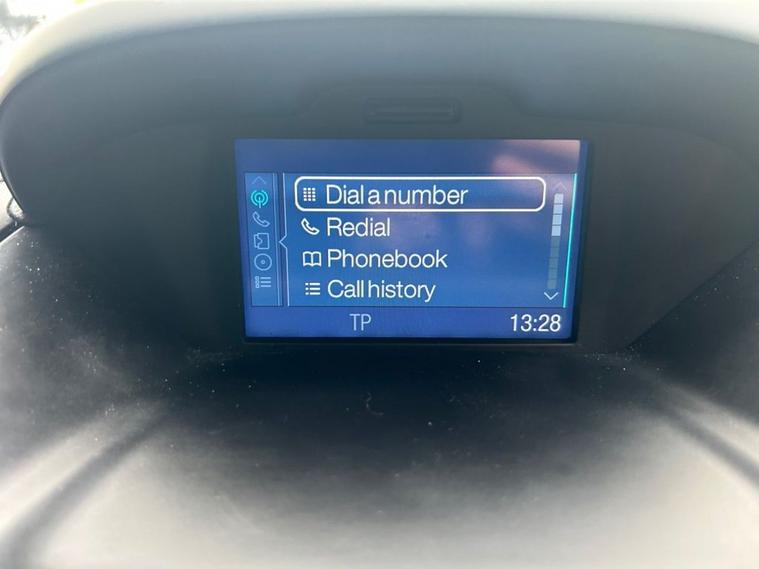 Dial a number
Redial
Phonebook
Call history
TP 13:28